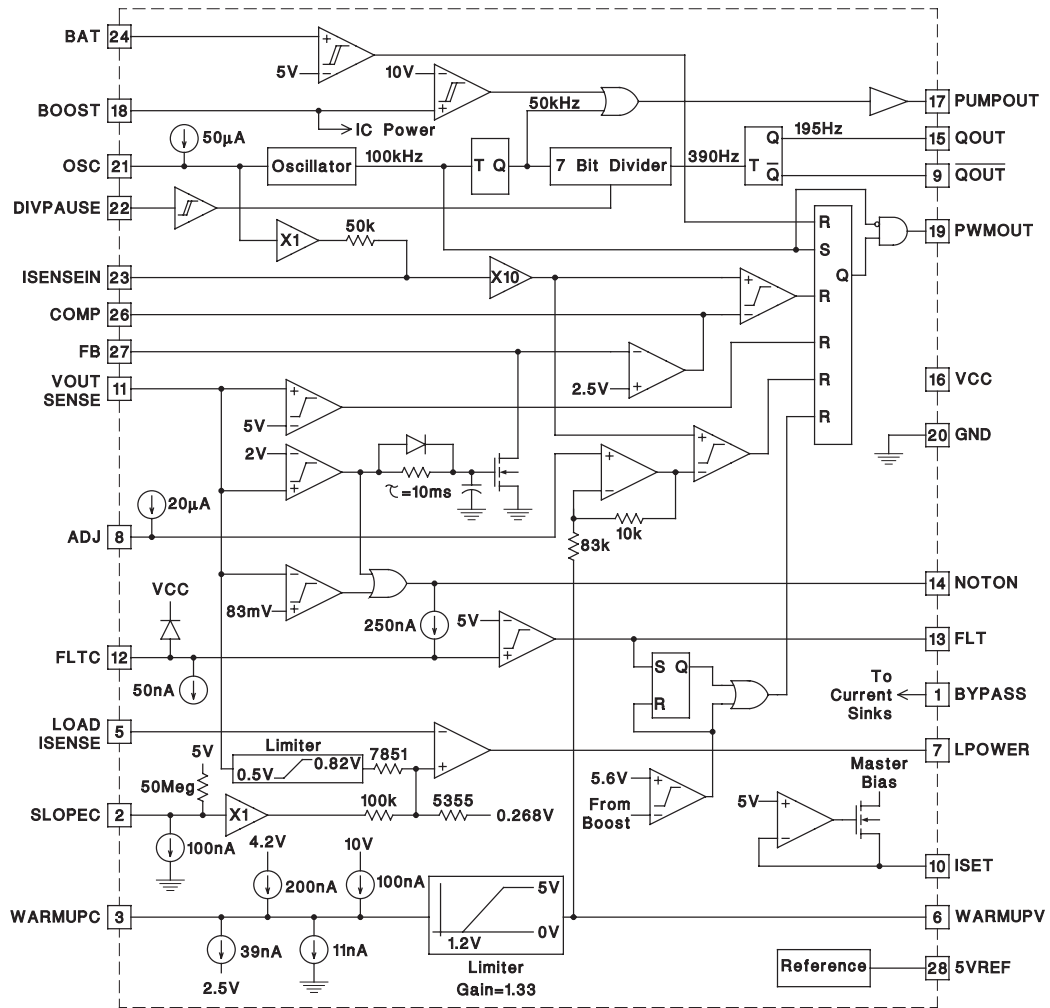 BAT 24
5V
10V
BOOST 18
IC Power
50kHz
17 PUMPOUT
50μA
195Hz
15 QOUT
OSC 21
Oscillator
100kHz
T Q
7 Bit Divider
390Hz
Q
T Q
9 QOUT
DIVPAUSE 22
X1
50k
R
S
Q
R
R
R
R
19 PWMOUT
ISENSEIN 23
X10
COMP 26
FB 27
2.5V
VOUT
SENSE
11
16 VCC
5V
20 GND
2V
τ=10ms
20μA
ADJ 8
10k
83k
VCC
83mV
14 NOTON
250nA
5V
13 FLT
FLTC 12
50nA
S Q
R
To
Current
Sinks
1 BYPASS
LOAD
ISENSE
5
Limiter
0.5V
0.82V
7851
7 LPOWER
5V
50Meg
5.6V
From
Boost
Master
Bias
5V
SLOPEC 2
X1
100k
5355
0.268V
100nA
4.2V
10V
200nA
100nA
10 ISET
WARMUPC 3
5V
0V
1.2V
6 WARMUPV
39nA
11nA
2.5V
Limiter
Gain=1.33
Reference
28 5VREF